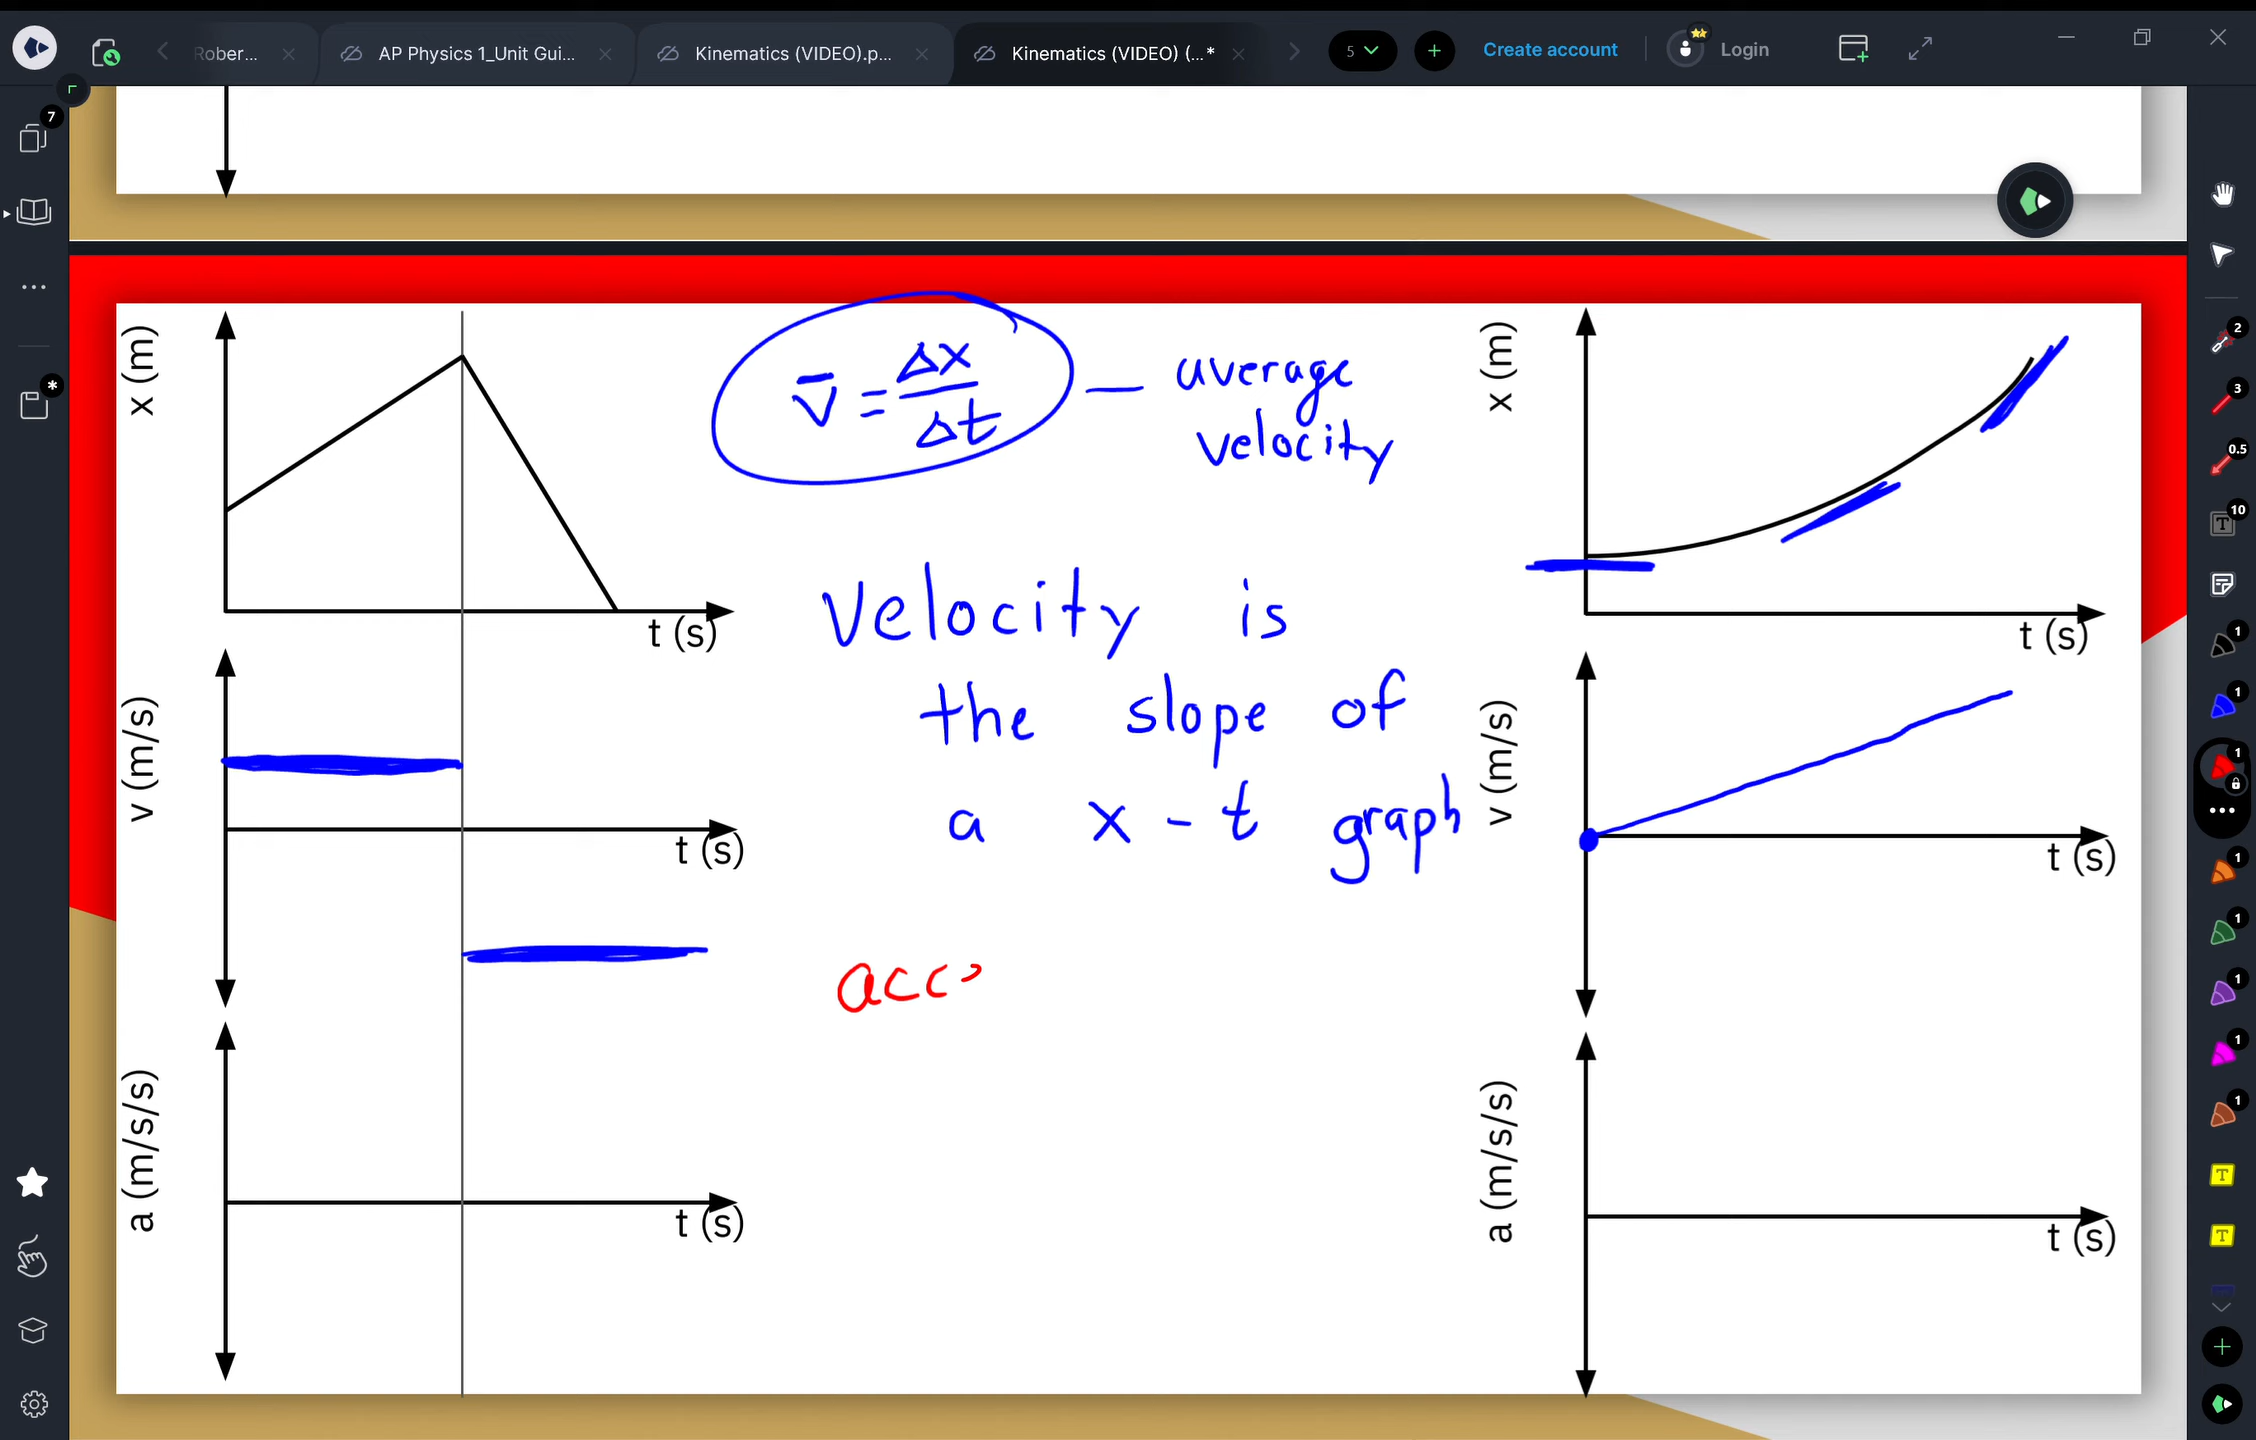 7
Rober...
AP Physics 1_Unit Gui...
Kinematics (VIDEO).p...
Kinematics (VIDEO) (...*
5
Create account
Login
*
x (m)
t (s)
v̄ = Δx/Δt — average
velocity
x (m)
t (s)
Velocity is
the slope of
a x - t graph
v (m/s)
t (s)
v (m/s)
t (s)
acc
a (m/s/s)
t (s)
a (m/s/s)
t (s)
2
3
0.5
T 10
1
1
1
1
1
1
1
1
T
T